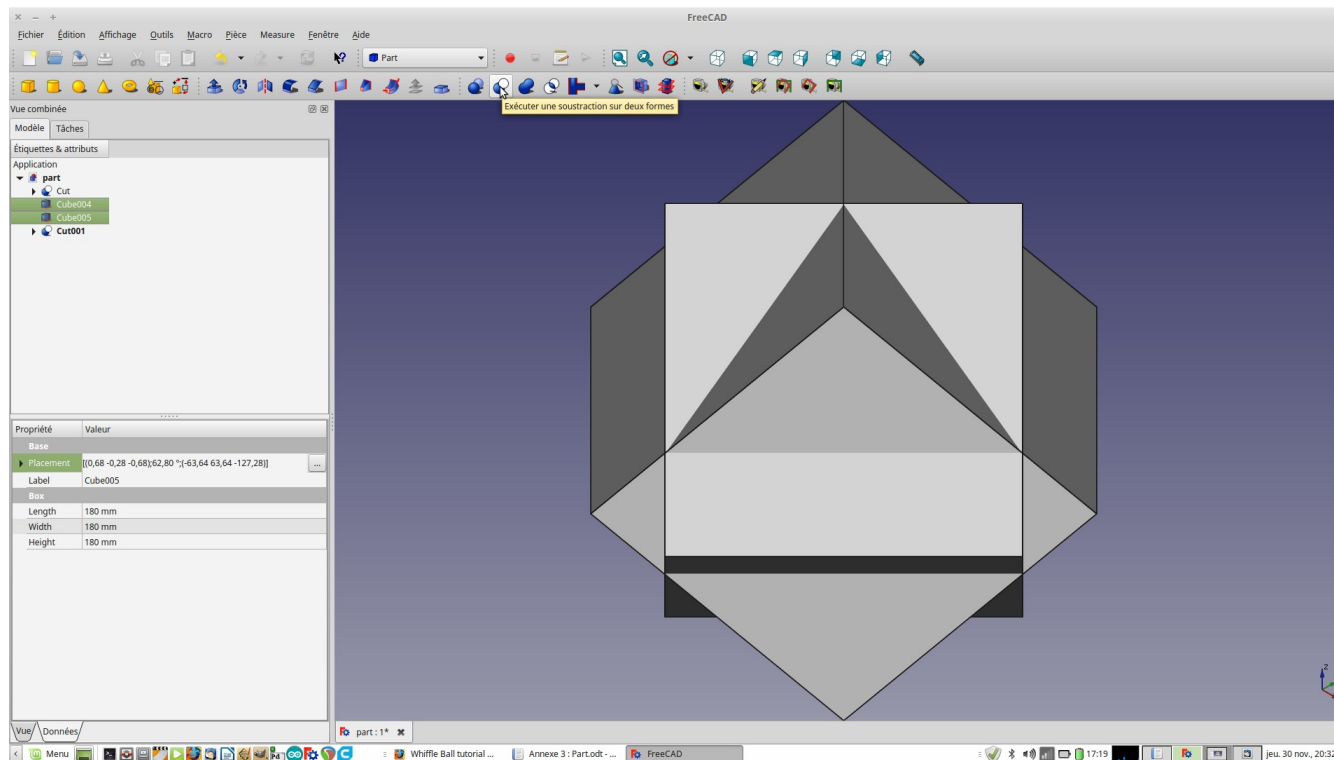 FreeCAD
Fichier Édition Affichage Outils Macro Pièce Measure Fenêtre Aide
Part
Exécuter une soustraction sur deux formes
Vue combinée
Modèle Tâches
Étiquettes & attributs
Application
part
Cut
Cube004
Cube005
Cut001
Propriété Valeur
Base
Placement [(0,68 -0,28 -0,68);62,80 °;(-63,64 63,64 -127,28)] ...
Label Cube005
Box
Length 180 mm
Width 180 mm
Height 180 mm
z
Vue Données
part : 1*
Menu
Whiffle Ball tutorial ...
Annexe 3 : Part.odt - ...
FreeCAD
17:19
jeu. 30 nov., 20:32